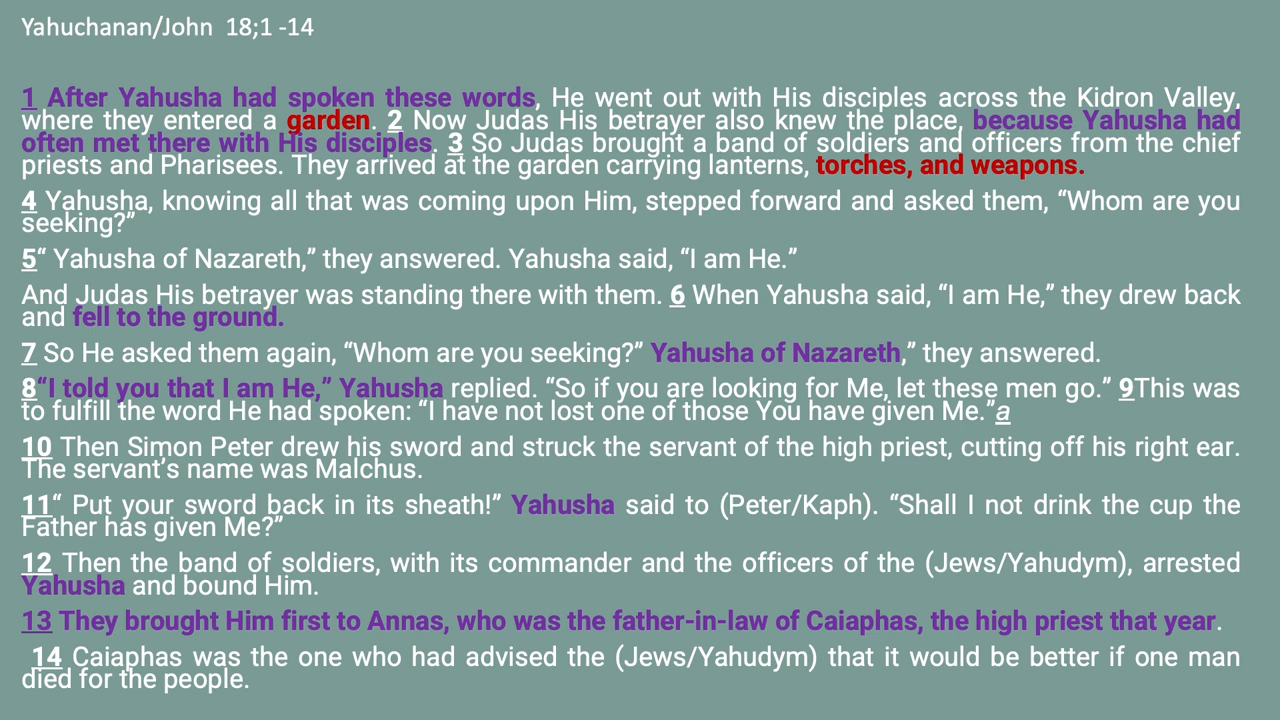 Yahuchanan/John 18;1 -14
1 After Yahusha had spoken these words, He went out with His disciples across the Kidron Valley,
where they entered a garden. 2 Now Judas His betrayer also knew the place, because Yahusha had
often met there with His disciples. 3 So Judas brought a band of soldiers and officers from the chief
priests and Pharisees. They arrived at the garden carrying lanterns, torches, and weapons.
4 Yahusha, knowing all that was coming upon Him, stepped forward and asked them, “Whom are you
seeking?”
5“ Yahusha of Nazareth,” they answered. Yahusha said, “I am He.”
And Judas His betrayer was standing there with them. 6 When Yahusha said, “I am He,” they drew back
and fell to the ground.
7 So He asked them again, “Whom are you seeking?” Yahusha of Nazareth,” they answered.
8“I told you that I am He,” Yahusha replied. “So if you are looking for Me, let these men go.” 9This was
to fulfill the word He had spoken: “I have not lost one of those You have given Me.”a
10 Then Simon Peter drew his sword and struck the servant of the high priest, cutting off his right ear.
The servant’s name was Malchus.
11“ Put your sword back in its sheath!” Yahusha said to (Peter/Kaph). “Shall I not drink the cup the
Father has given Me?”
12 Then the band of soldiers, with its commander and the officers of the (Jews/Yahudym), arrested
Yahusha and bound Him.
13 They brought Him first to Annas, who was the father-in-law of Caiaphas, the high priest that year.
14 Caiaphas was the one who had advised the (Jews/Yahudym) that it would be better if one man
died for the people.